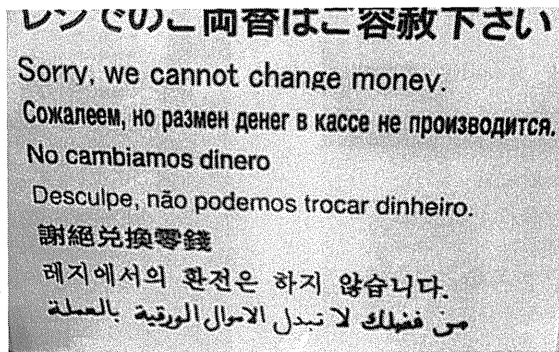 レジでのご両替はご容赦下さい
Sorry, we cannot change money.
Сожалеем, но размен денег в кассе не производится.
No cambiamos dinero
Desculpe, não podemos trocar dinheiro.
謝絕兑換零錢
레지에서의 환전은 하지 않습니다.
من فضلك لا تبدل الاموال الورقية بالعملة